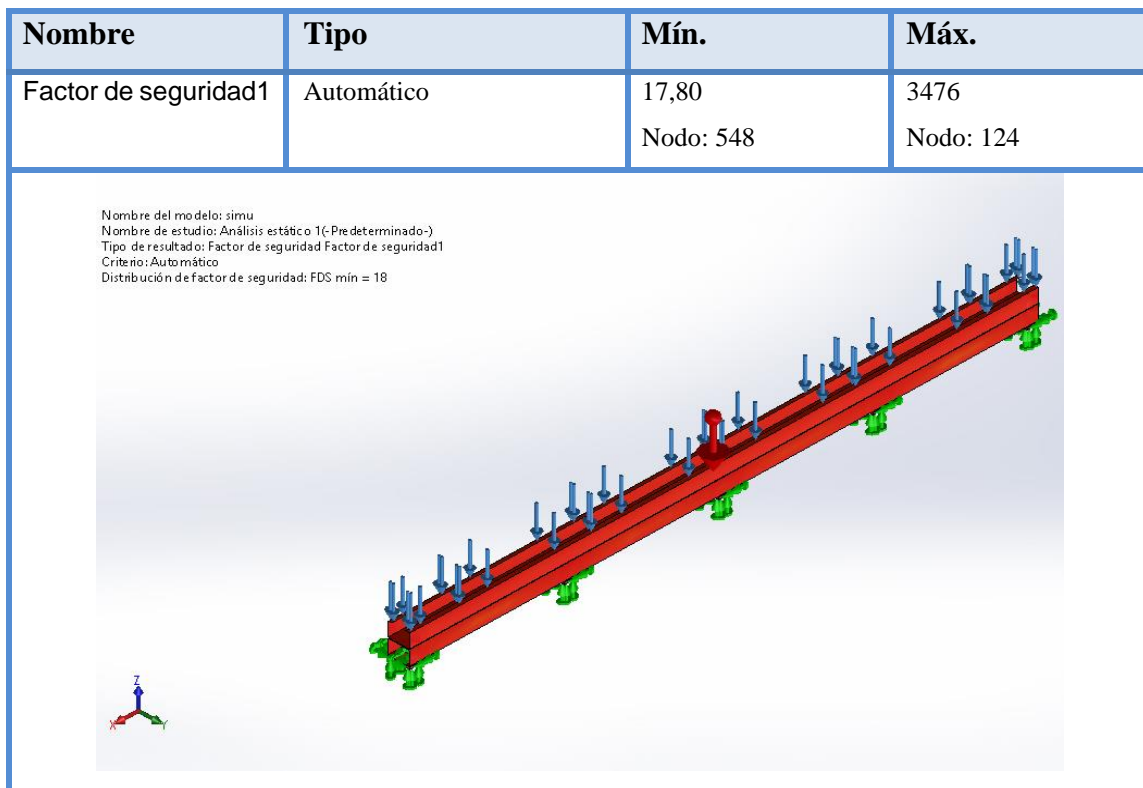 Nombre Tipo Mín. Máx.
Factor de seguridad1 Automático 17,80 3476
Nodo: 548 Nodo: 124
Nombre del modelo: simu
Nombre de estudio: Análisis estático 1(-Predeterminado-)
Tipo de resultado: Factor de seguridad Factor de seguridad1
Criterio: Automático
Distribución de factor de seguridad: FDS mín = 18
Z
X Y